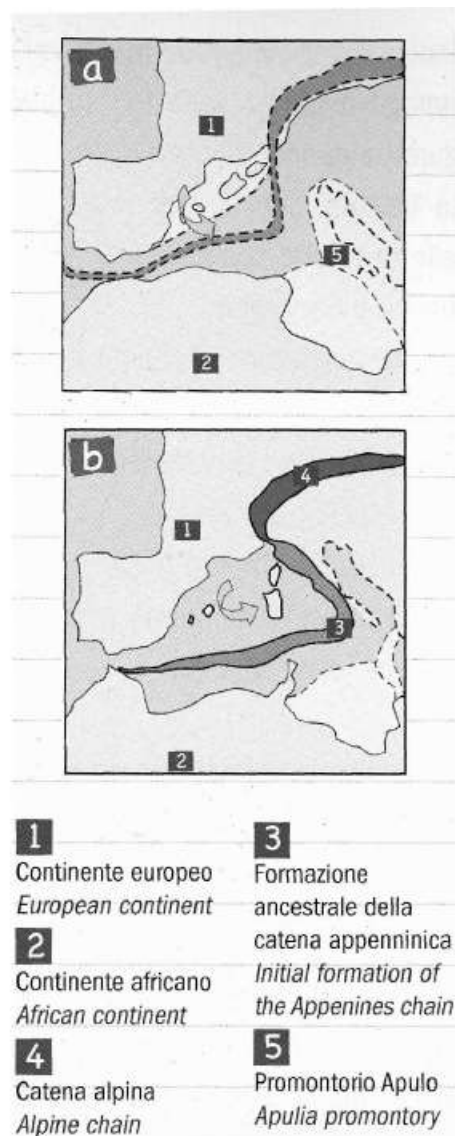 a
1
5
2
b
4
1
3
2
1
Continente europeo
European continent
2
Continente africano
African continent
4
Catena alpina
Alpine chain
3
Formazione
ancestrale della
catena appenninica
Initial formation of
the Appenines chain
5
Promontorio Apulo
Apulia promontory